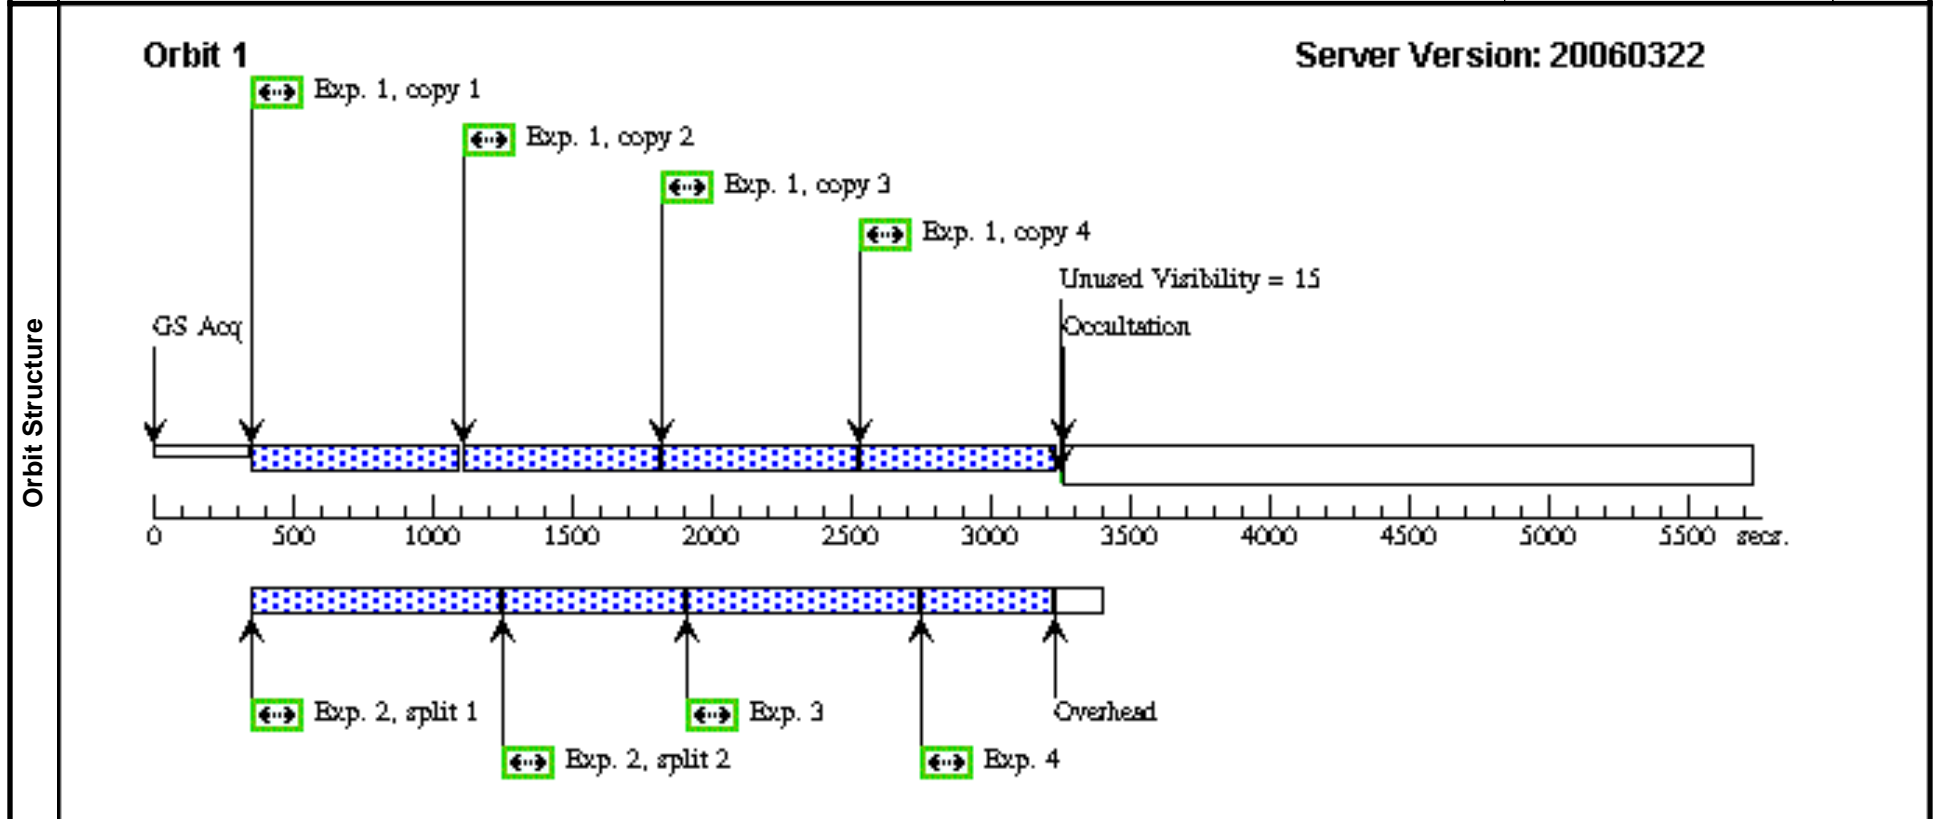 Orbit 1
Server Version: 20060322
Exp. 1, copy 1
Exp. 1, copy 2
Exp. 1, copy 3
Exp. 1, copy 4
Unused Visibility = 15
GS Acq
Occultation
Orbit Structure
0 500 1000 1500 2000 2500 3000 3500 4000 4500 5000 5500 secs.
Exp. 2, split 1
Exp. 3
Overhead
Exp. 2, split 2
Exp. 4